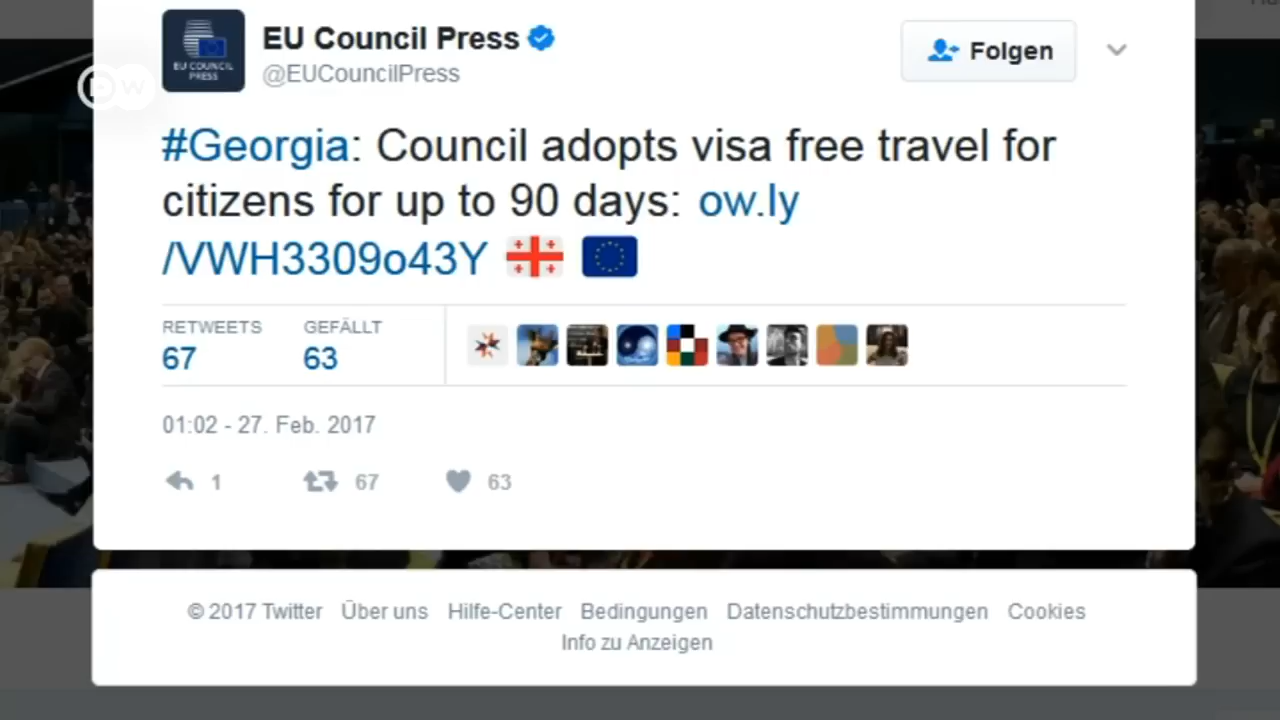 EU Council Press
@EUCouncilPress
EU COUNCIL
PRESS
DW
Folgen
#Georgia: Council adopts visa free travel for
citizens for up to 90 days: ow.ly
/VWH3309o43Y
RETWEETS
67
GEFÄLLT
63
01:02 - 27. Feb. 2017
1
67
63
© 2017 Twitter Über uns Hilfe-Center Bedingungen Datenschutzbestimmungen Cookies
Info zu Anzeigen